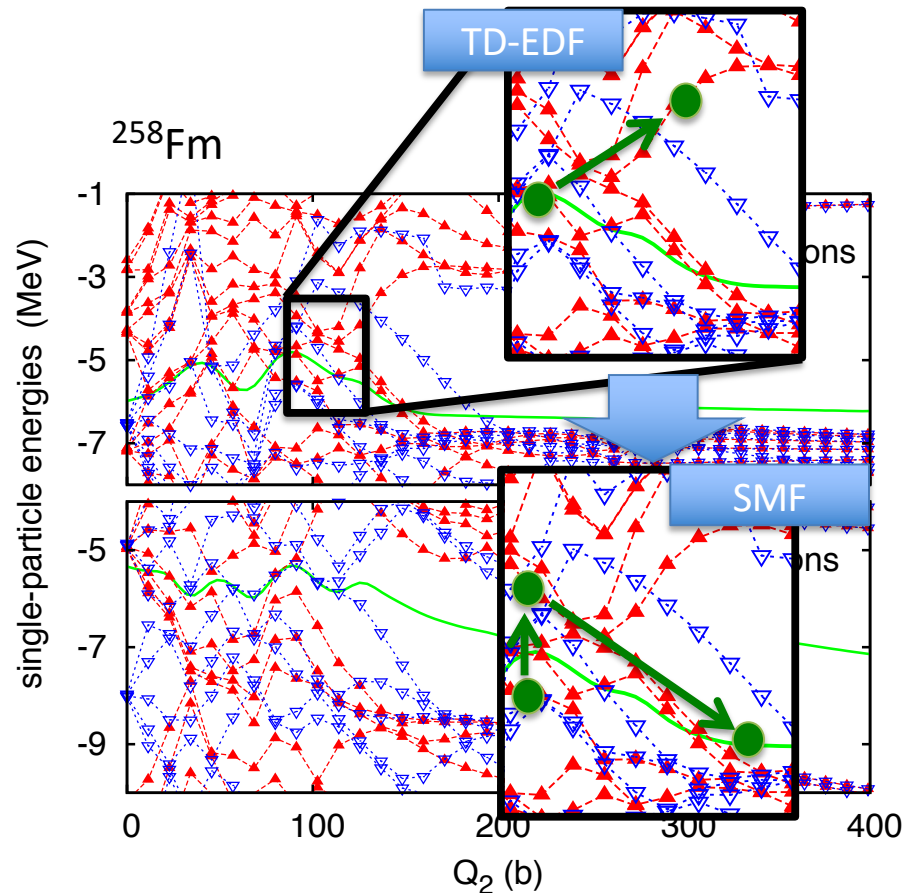 TD-EDF
258Fm
-1
-3
-5
-7
ons
SMF
-5
-7
-9
ons
single-particle energies (MeV)
0 100 200 300 400
Q2 (b)